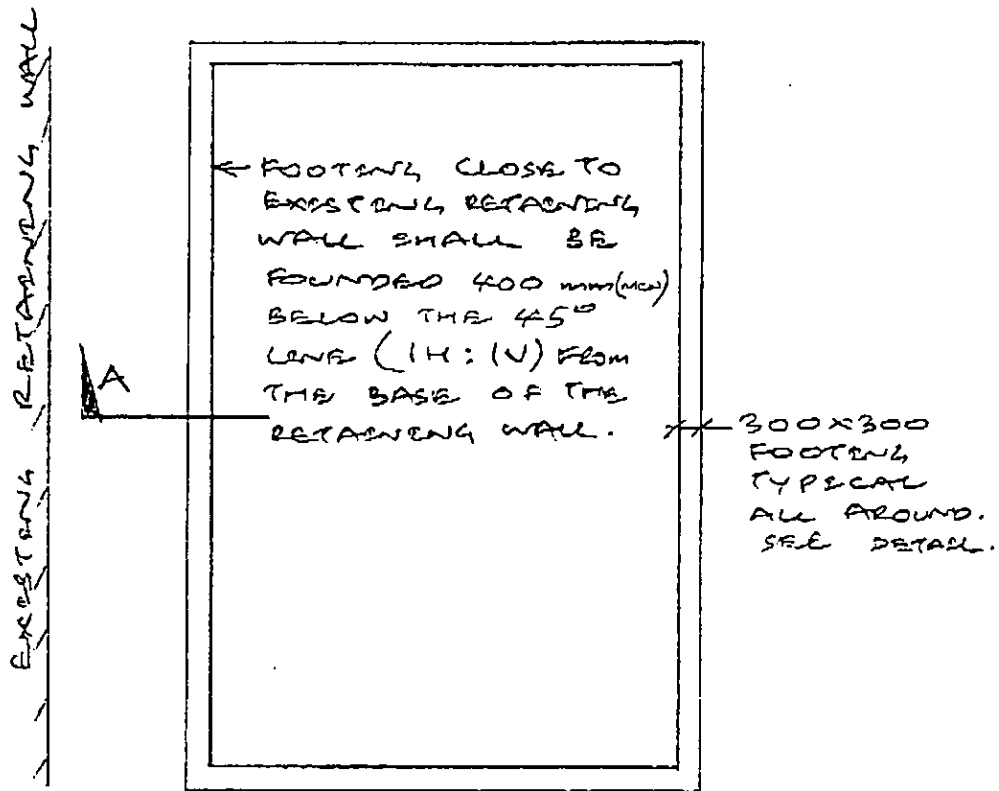 EXISTING RETAINING WALL
FOOTING CLOSE TO
EXISTING RETAINING
WALL SHALL BE
FOUNDED 400 mm (MIN)
BELOW THE 45°
LINE (1H:1V) FROM
THE BASE OF THE
RETAINING WALL.
A
300x300
FOOTING
TYPICAL
ALL AROUND.
SEE DETAIL.